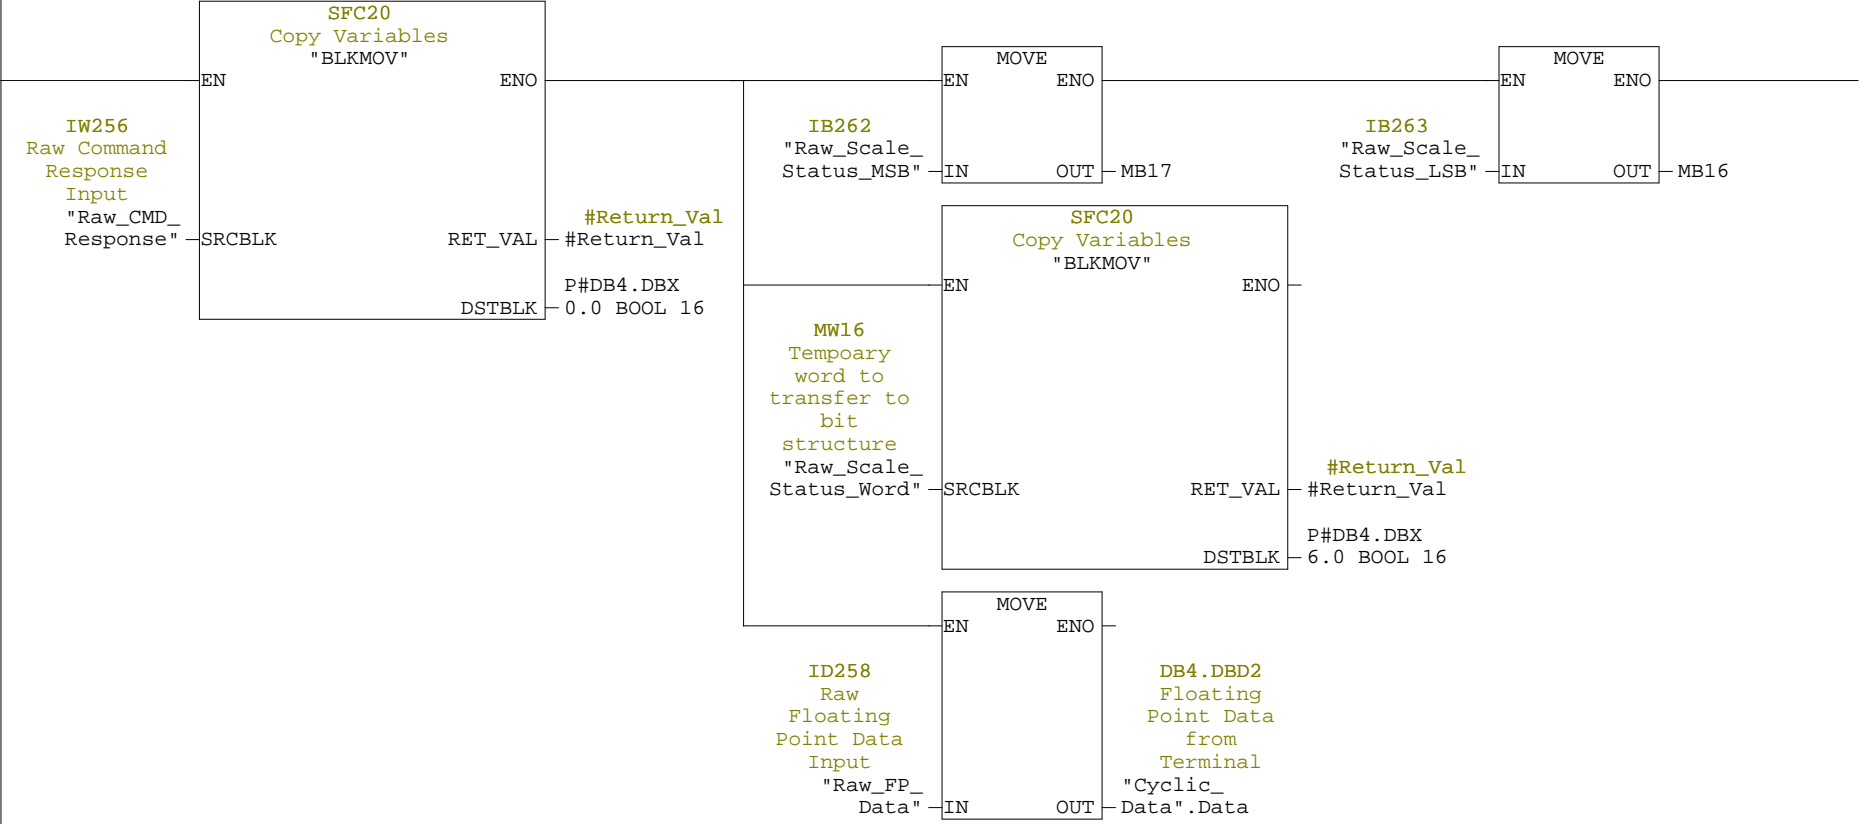 SFC20
Copy Variables
"BLKMOV"
EN
ENO
IW256
Raw Command
Response
Input
"Raw_CMD_
Response"
SRCBLK
RET_VAL
#Return_Val
#Return_Val
DSTBLK
P#DB4.DBX
0.0 BOOL 16
MOVE
EN
ENO
IB262
"Raw_Scale_
Status_MSB"
IN
OUT
MB17
MOVE
EN
ENO
IB263
"Raw_Scale_
Status_LSB"
IN
OUT
MB16
SFC20
Copy Variables
"BLKMOV"
EN
ENO
MW16
Tempoary
word to
transfer to
bit
structure
"Raw_Scale_
Status_Word"
SRCBLK
RET_VAL
#Return_Val
#Return_Val
DSTBLK
P#DB4.DBX
6.0 BOOL 16
MOVE
EN
ENO
ID258
Raw
Floating
Point Data
Input
"Raw_FP_
Data"
IN
OUT
DB4.DBD2
Floating
Point Data
from
Terminal
"Cyclic_
Data".Data